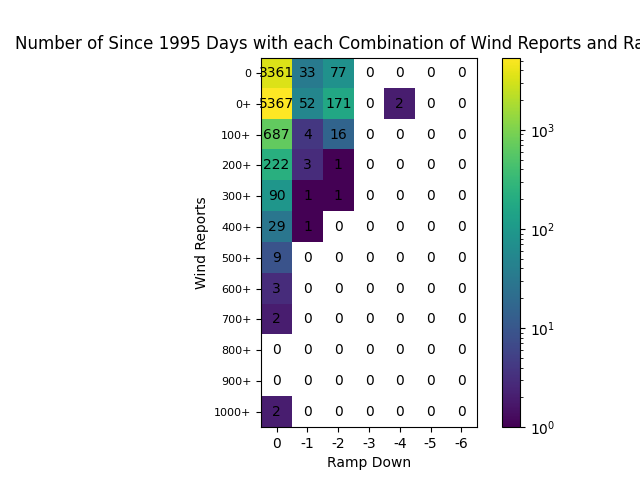 Number of Since 1995 Days with each Combination of Wind Reports and Ra
0 3361 33 77 0 0 0 0
0+ 5367 52 171 0 2 0 0
100+ 687 4 16 0 0 0 0
200+ 222 3 1 0 0 0 0
300+ 90 1 1 0 0 0 0
400+ 29 1 0 0 0 0 0
500+ 9 0 0 0 0 0 0
600+ 3 0 0 0 0 0 0
700+ 2 0 0 0 0 0 0
800+ 0 0 0 0 0 0 0
900+ 0 0 0 0 0 0 0
1000+ 2 0 0 0 0 0 0
0 -1 -2 -3 -4 -5 -6
Ramp Down
Wind Reports
10³
10²
10¹
10⁰